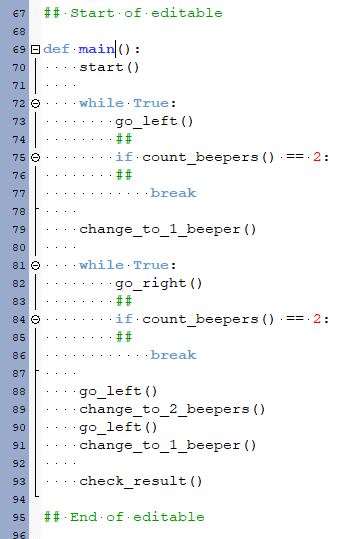 67 ## Start of editable
68
69 def main():
70     start()
71
72     while True:
73         go_left()
74         ##
75         if count_beepers() == 2:
76         ##
77             break
78
79     change_to_1_beeper()
80
81     while True:
82         go_right()
83         ##
84         if count_beepers() == 2:
85         ##
86             break
87
88     go_left()
89     change_to_2_beepers()
90     go_left()
91     change_to_1_beeper()
92
93     check_result()
94
95 ## End of editable
96